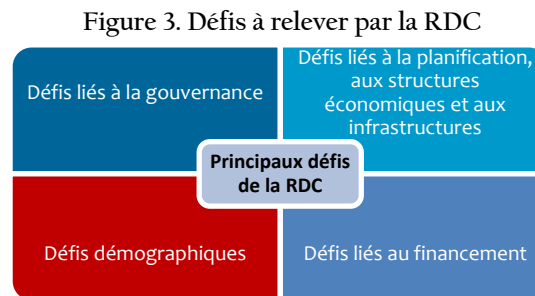 Figure 3. Défis à relever par la RDC
Défis liés à la gouvernance
Défis liés à la planification,
aux structures
économiques et aux
infrastructures
Principaux défis
de la RDC
Défis démographiques
Défis liés au financement